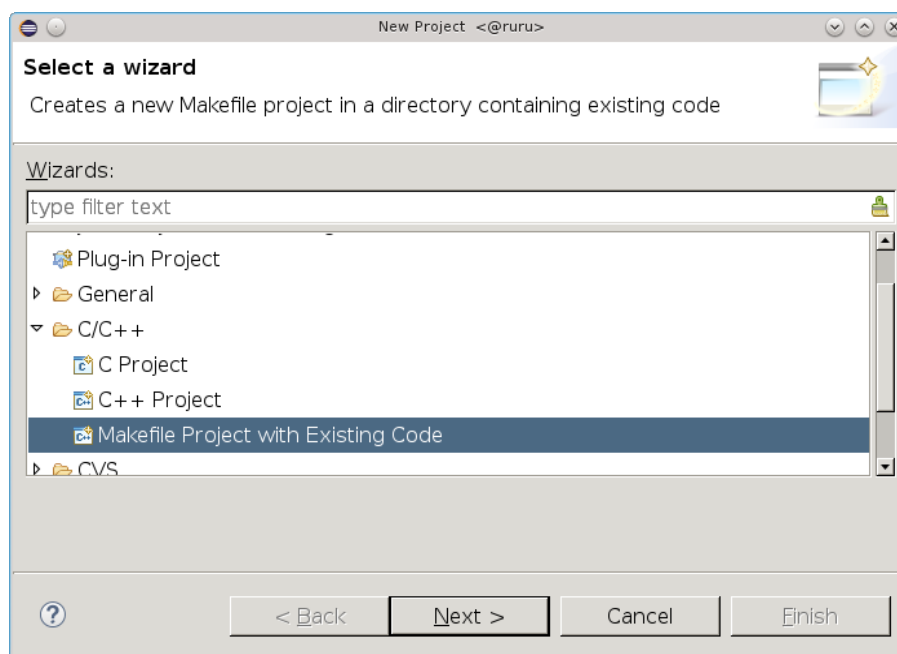 New Project <@ruru>
Select a wizard
Creates a new Makefile project in a directory containing existing code
Wizards:
type filter text
Plug-in Project
General
C/C++
C Project
C++ Project
Makefile Project with Existing Code
CVS
< Back Next > Cancel Finish